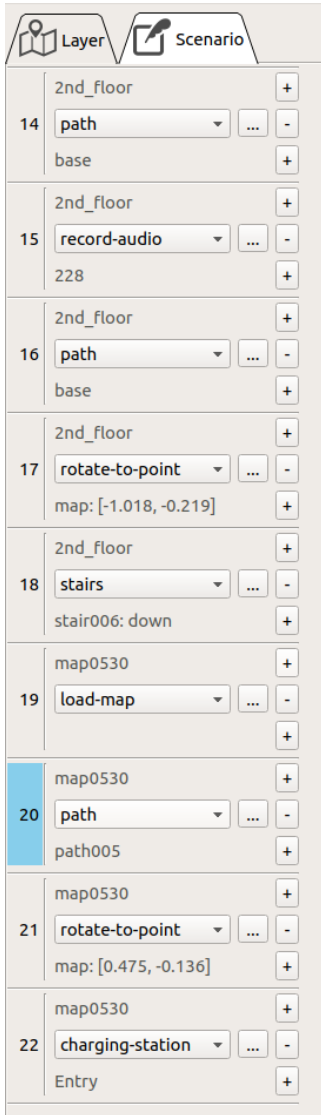 Layer Scenario
2nd_floor +
14 path ... -
base +
2nd_floor +
15 record-audio ... -
228 +
2nd_floor +
16 path ... -
base +
2nd_floor +
17 rotate-to-point ... -
map: [-1.018, -0.219] +
2nd_floor +
18 stairs ... -
stair006: down +
map0530 +
19 load-map ... -
+
map0530 +
20 path ... -
path005 +
map0530 +
21 rotate-to-point ... -
map: [0.475, -0.136] +
map0530 +
22 charging-station ... -
Entry +